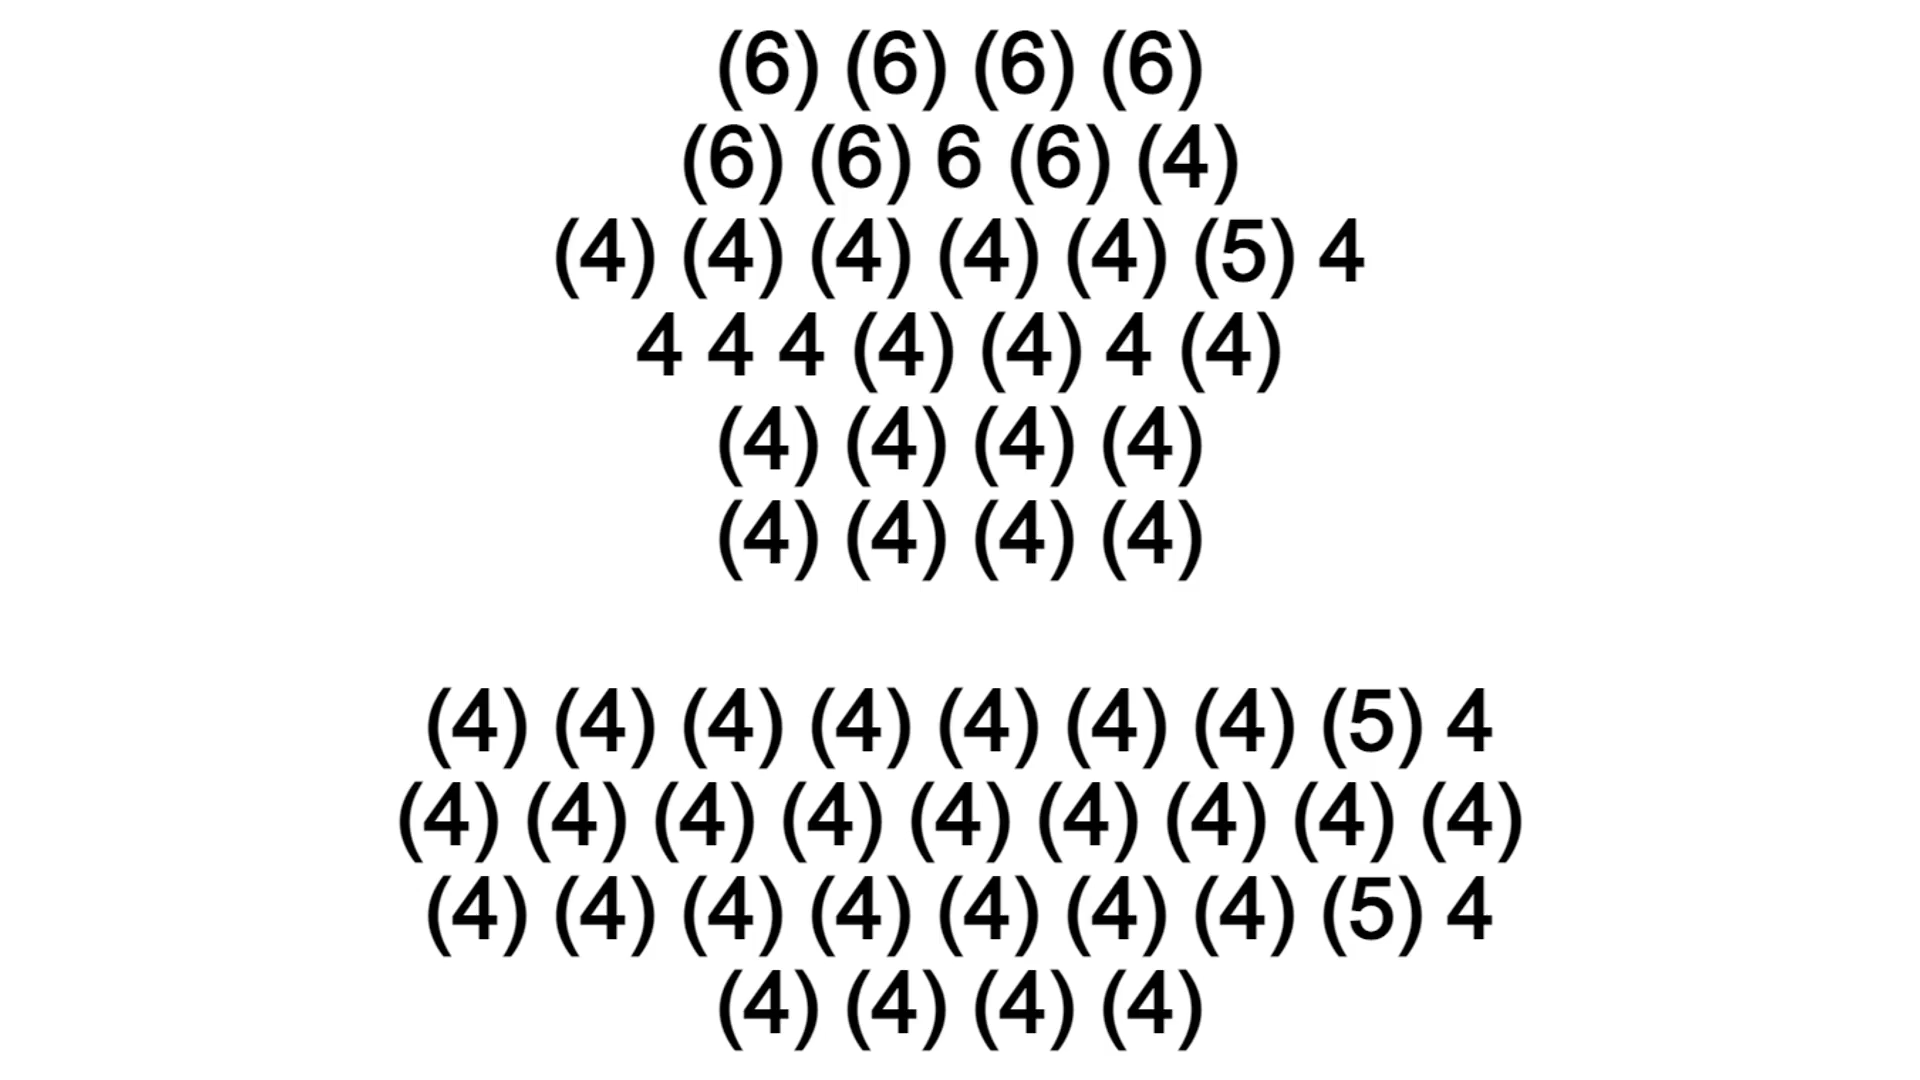 (6) (6) (6) (6)
(6) (6) 6 (6) (4)
(4) (4) (4) (4) (4) (5) 4
4 4 4 (4) (4) 4 (4)
(4) (4) (4) (4)
(4) (4) (4) (4)
(4) (4) (4) (4) (4) (4) (4) (5) 4
(4) (4) (4) (4) (4) (4) (4) (4) (4)
(4) (4) (4) (4) (4) (4) (4) (5) 4
(4) (4) (4) (4)